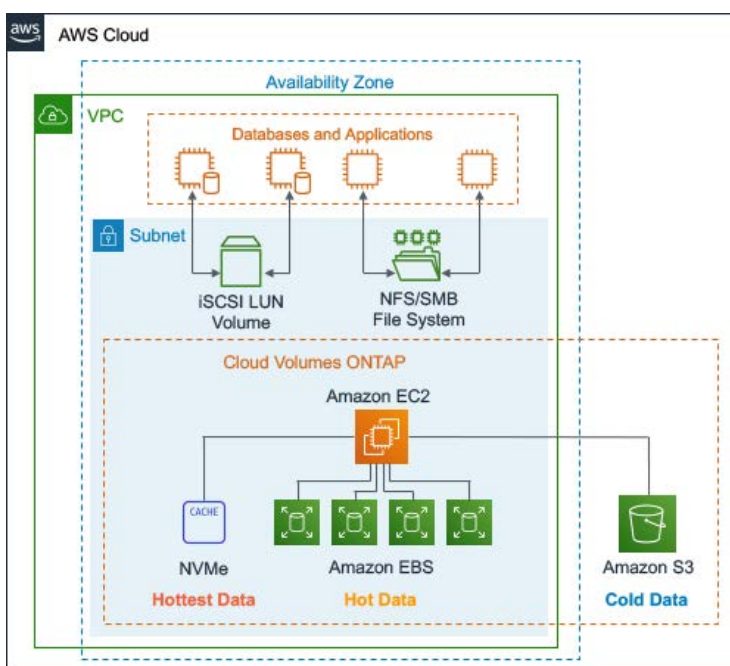 aws
AWS Cloud
Availability Zone
VPC
Databases and Applications
Subnet
iSCSI LUN
Volume
NFS/SMB
File System
Cloud Volumes ONTAP
Amazon EC2
CACHE
NVMe
Amazon EBS
Amazon S3
Hottest Data
Hot Data
Cold Data